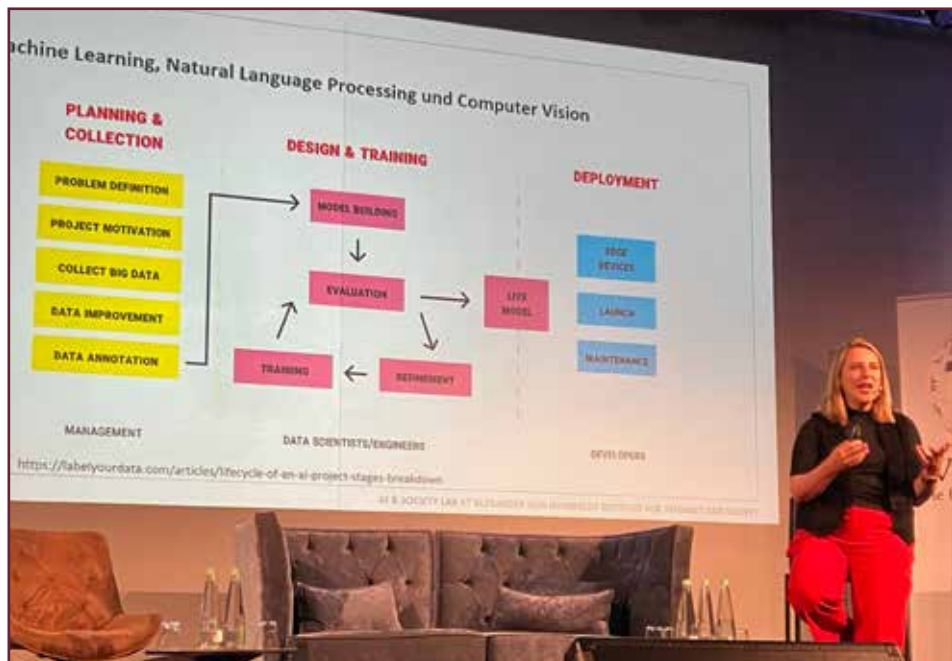 achine Learning, Natural Language Processing und Computer Vision
PLANNING &
COLLECTION
PROBLEM DEFINITION
PROJECT MOTIVATION
COLLECT BIG DATA
DATA IMPROVEMENT
DATA ANNOTATION
MANAGEMENT
DESIGN & TRAINING
MODEL BUILDING
EVALUATION
TRAINING
REFINEMENT
LIVE
MODEL
DATA SCIENTISTS/ENGINEERS
DEPLOYMENT
EDGE
DEVICES
LAUNCH
MAINTENANCE
DEVELOPERS
https://labelyourdata.com/articles/lifecycle-of-an-ai-project-stages-breakdown
AI & SOCIETY LAB AT ALEXANDER VON HUMBOLDT INSTITUTE FOR INTERNET AND SOCIETY